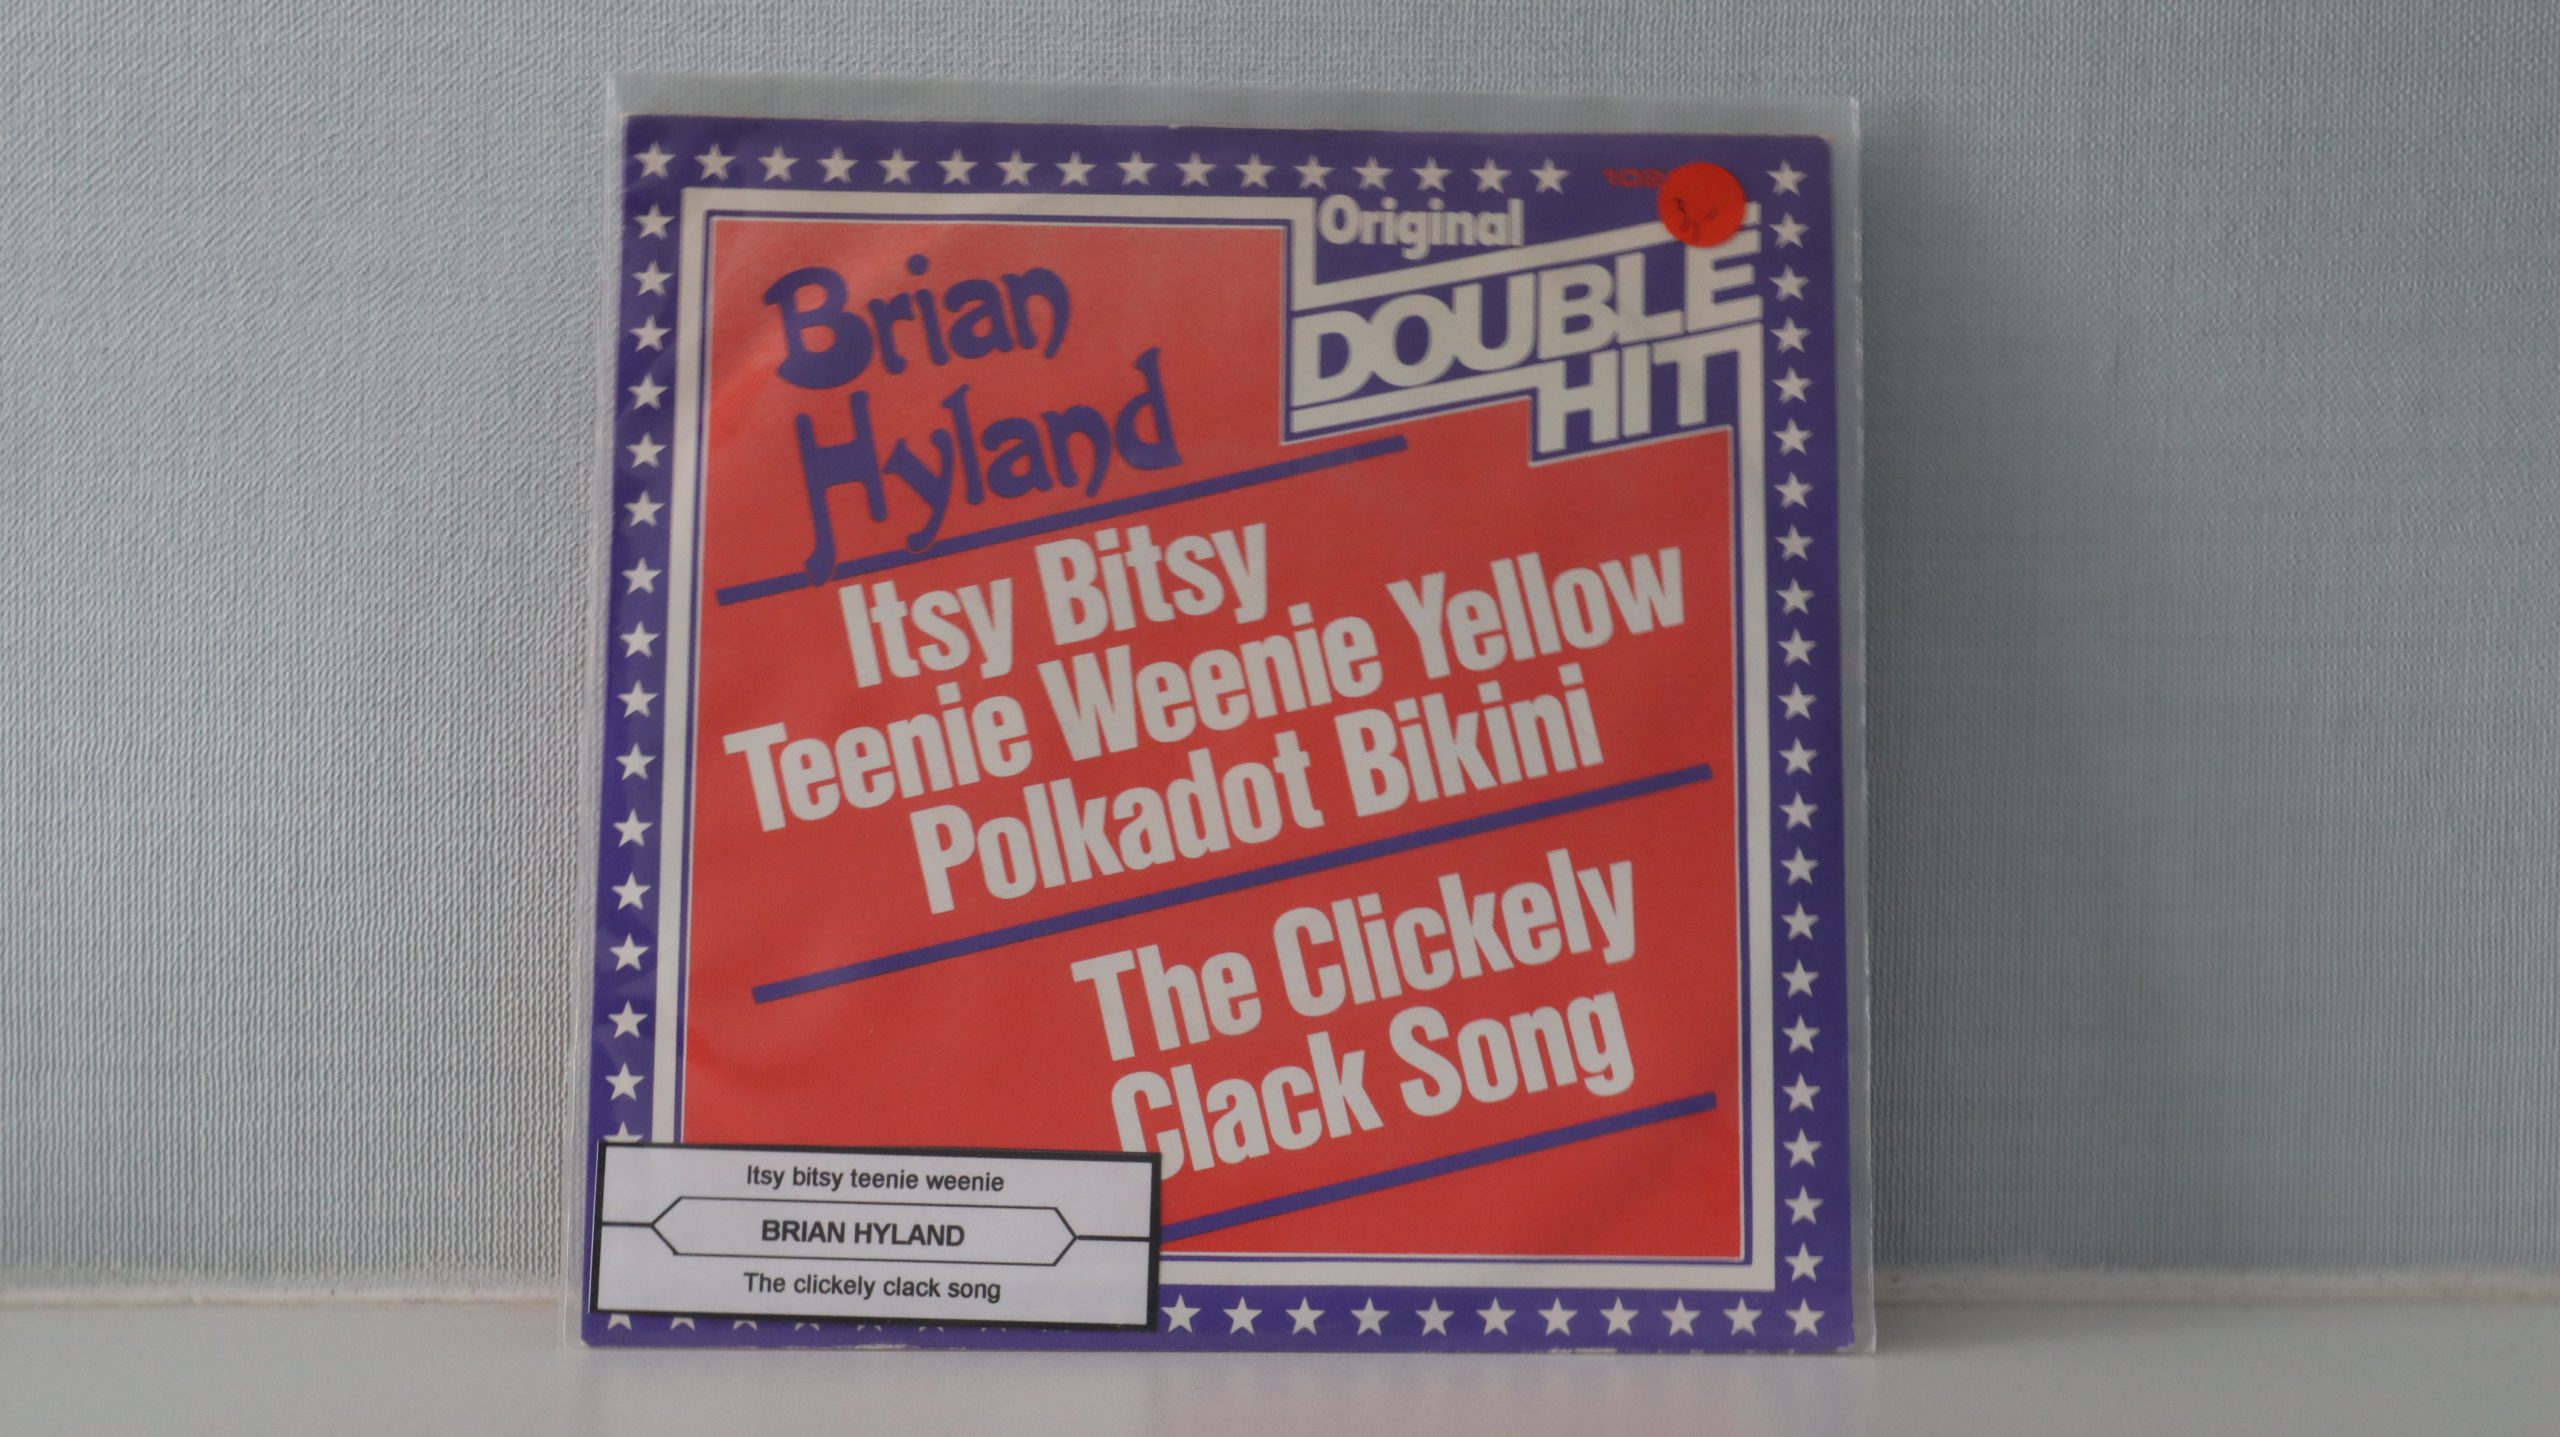 Original
DOUBLE
HIT
Brian
Hyland
Itsy Bitsy
Teenie Weenie Yellow
Polkadot Bikini
The Clickely
Clack Song
Itsy bitsy teenie weenie
BRIAN HYLAND
The clickely clack song